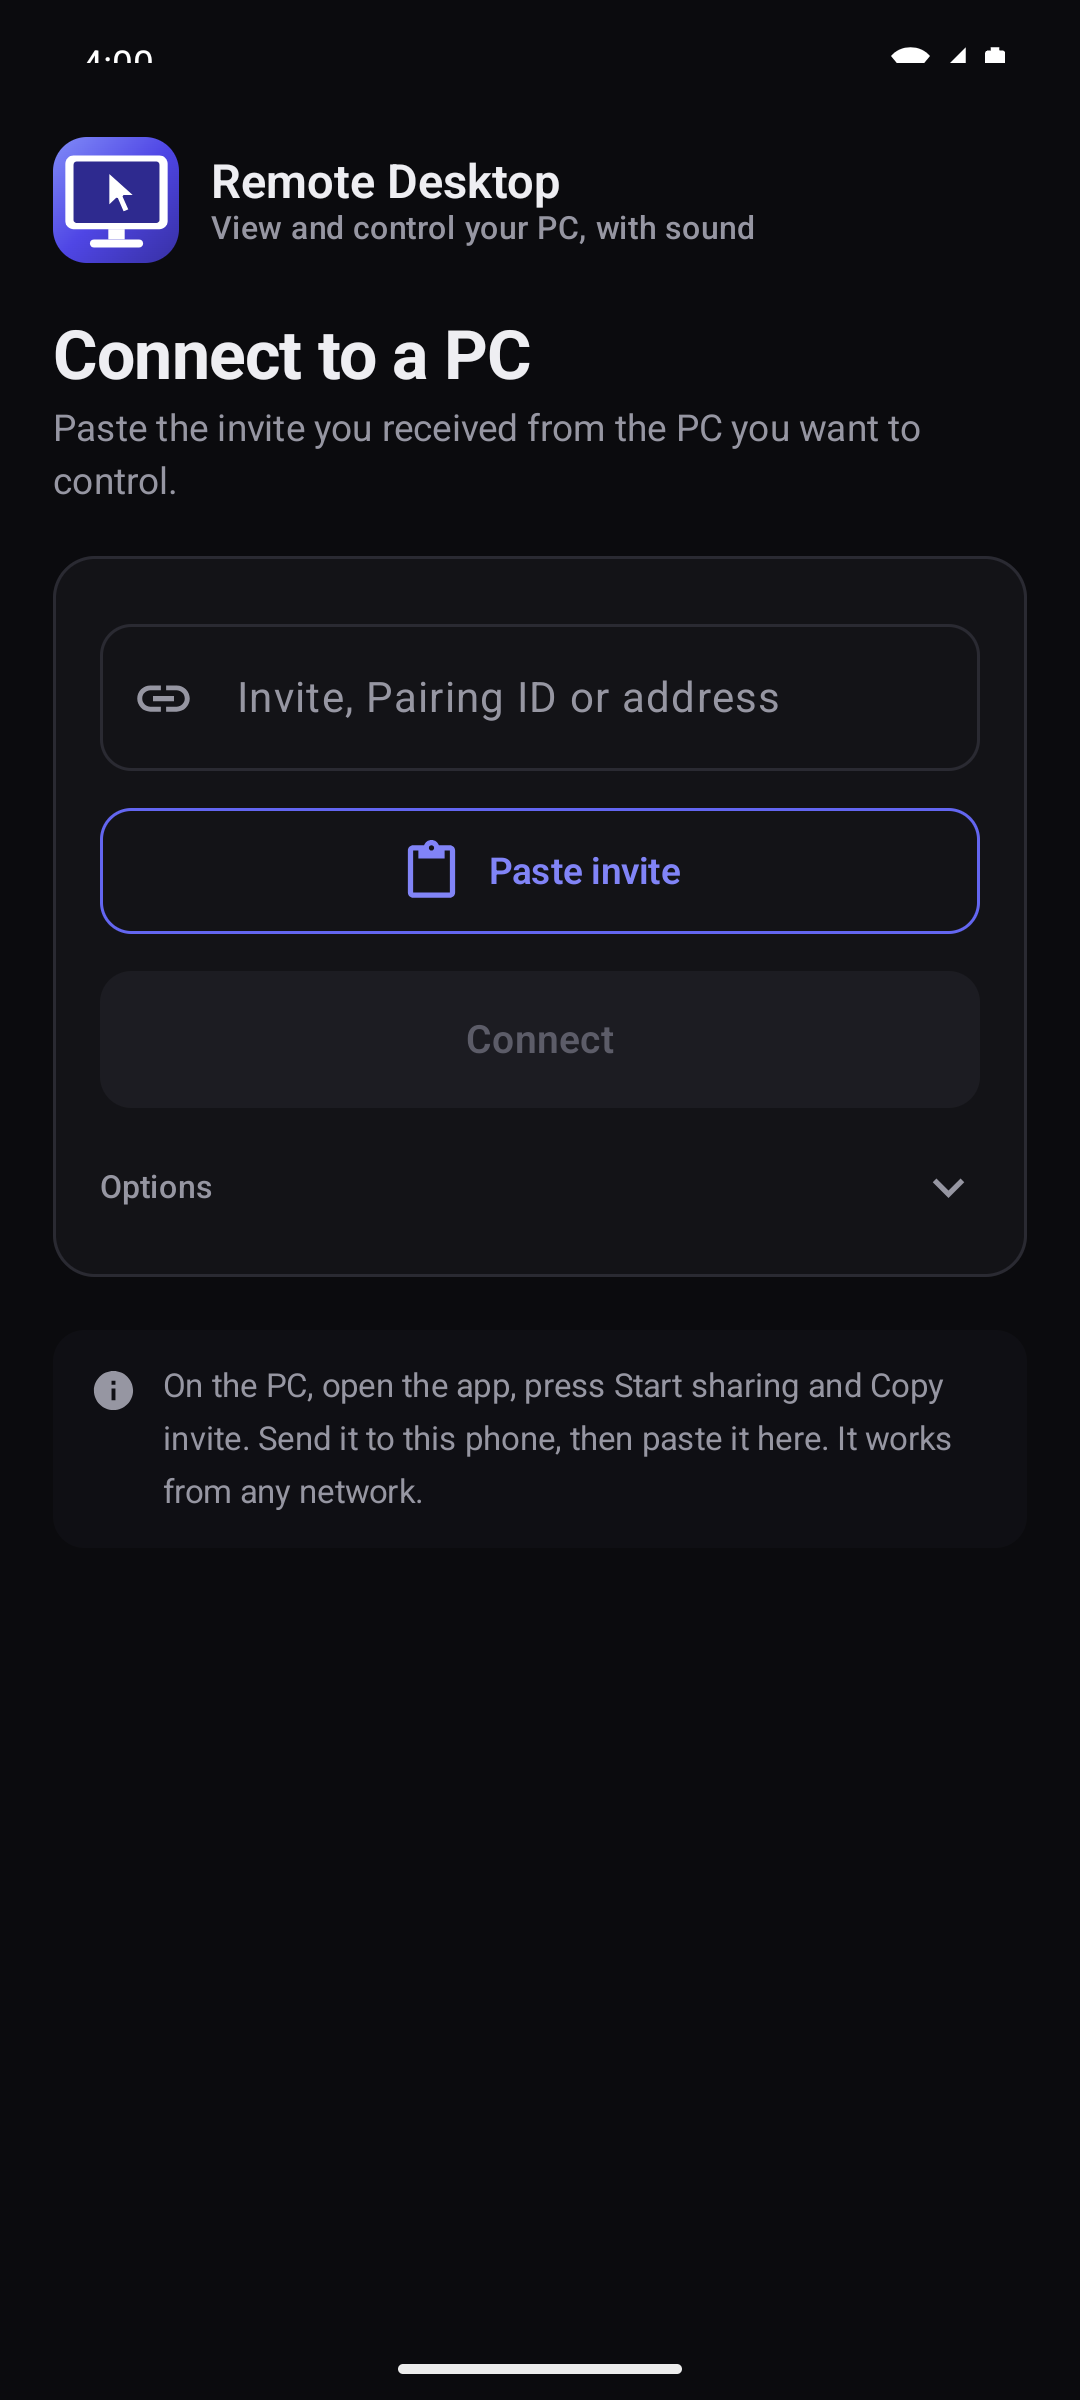 4:00
Remote Desktop
View and control your PC, with sound
Connect to a PC
Paste the invite you received from the PC you want to
control.
Invite, Pairing ID or address
Paste invite
Connect
Options
On the PC, open the app, press Start sharing and Copy
invite. Send it to this phone, then paste it here. It works
from any network.